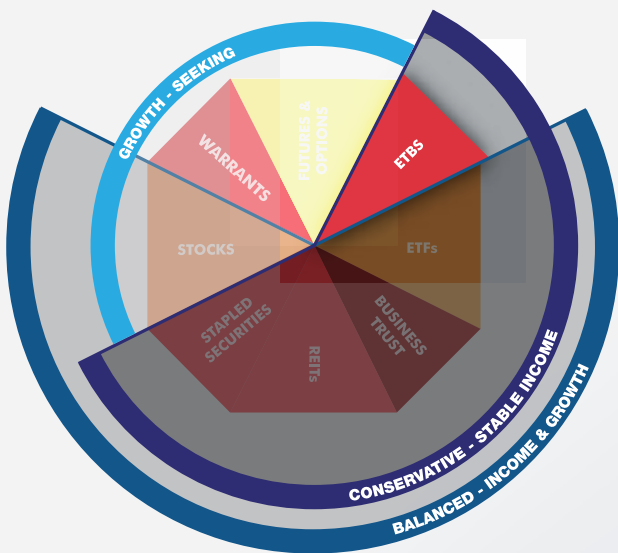 GROWTH - SEEKING
WARRANTS
FUTURES &
OPTIONS
ETBS
STOCKS
ETFs
STAPLED
SECURITIES
REITs
BUSINESS
TRUST
CONSERVATIVE - STABLE INCOME
BALANCED - INCOME & GROWTH